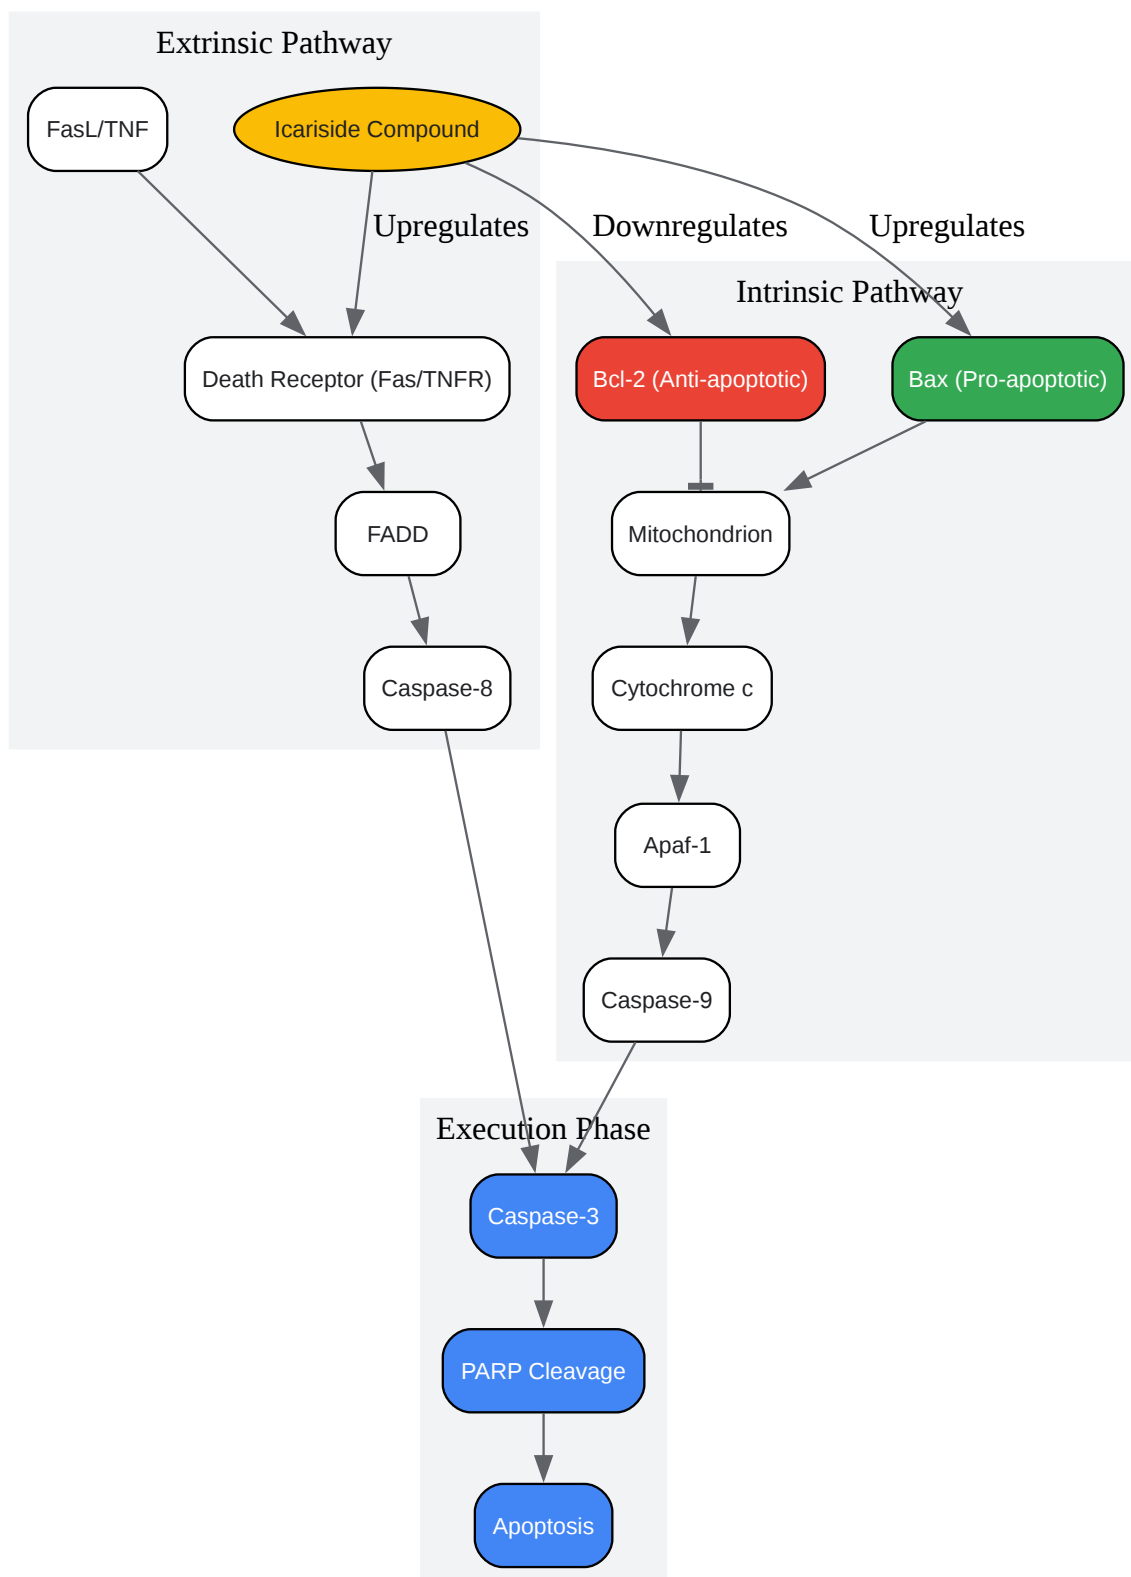 Extrinsic Pathway
FasL/TNF
Icariside Compound
Upregulates
Downregulates
Upregulates
Intrinsic Pathway
Death Receptor (Fas/TNFR)
Bcl-2 (Anti-apoptotic)
Bax (Pro-apoptotic)
FADD
Mitochondrion
Caspase-8
Cytochrome c
Apaf-1
Caspase-9
Execution Phase
Caspase-3
PARP Cleavage
Apoptosis